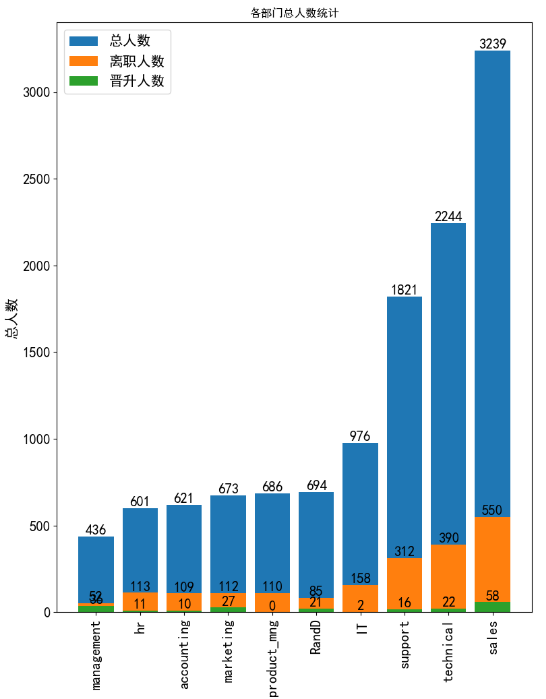 各部门总人数统计
总人数
离职人数
晋升人数
总人数
3000
2500
2000
1500
1000
500
0
436
601
621
673
686
694
976
1821
2244
3239
52
113
109
112
110
85
158
312
390
550
36
11
10
27
0
21
2
16
22
58
management
hr
accounting
marketing
product_mng
RandD
IT
support
technical
sales